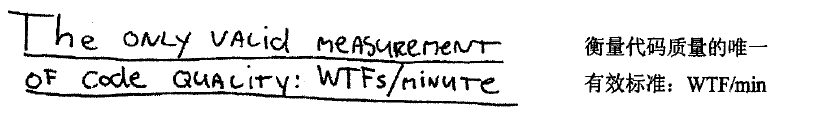 The ONLY VALID MEASUREMENT
OF Code QUALITY: WTFs/MINUTE
衡量代码质量的唯一
有效标准：WTF/min